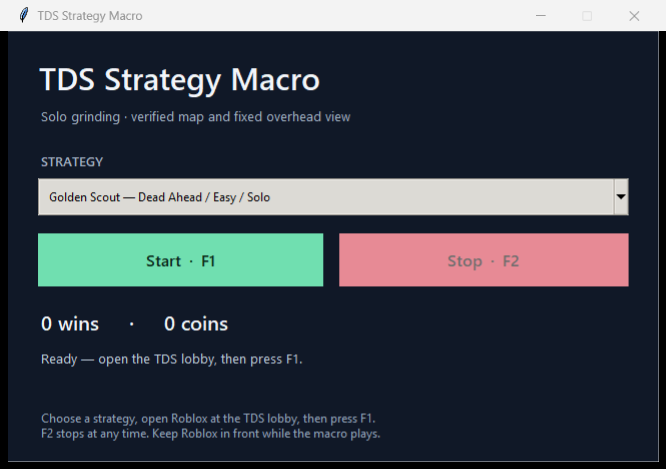 TDS Strategy Macro
TDS Strategy Macro
Solo grinding · verified map and fixed overhead view
STRATEGY
Golden Scout — Dead Ahead / Easy / Solo
Start · F1
Stop · F2
0 wins · 0 coins
Ready — open the TDS lobby, then press F1.
Choose a strategy, open Roblox at the TDS lobby, then press F1.
F2 stops at any time. Keep Roblox in front while the macro plays.